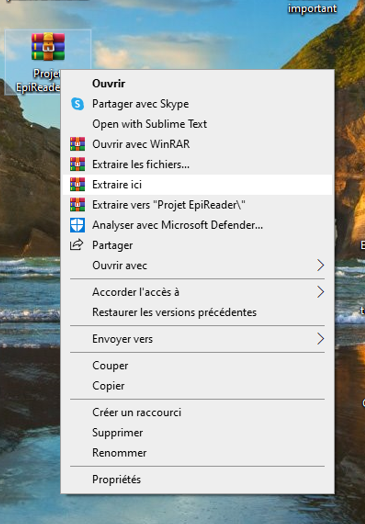 important
Projet
EpiReader
Ouvrir
Partager avec Skype
Open with Sublime Text
Ouvrir avec WinRAR
Extraire les fichiers...
Extraire ici
Extraire vers "Projet EpiReader\"
Analyser avec Microsoft Defender...
Partager
Ouvrir avec
Accorder l'accès à
Restaurer les versions précédentes
Envoyer vers
Couper
Copier
Créer un raccourci
Supprimer
Renommer
Propriétés